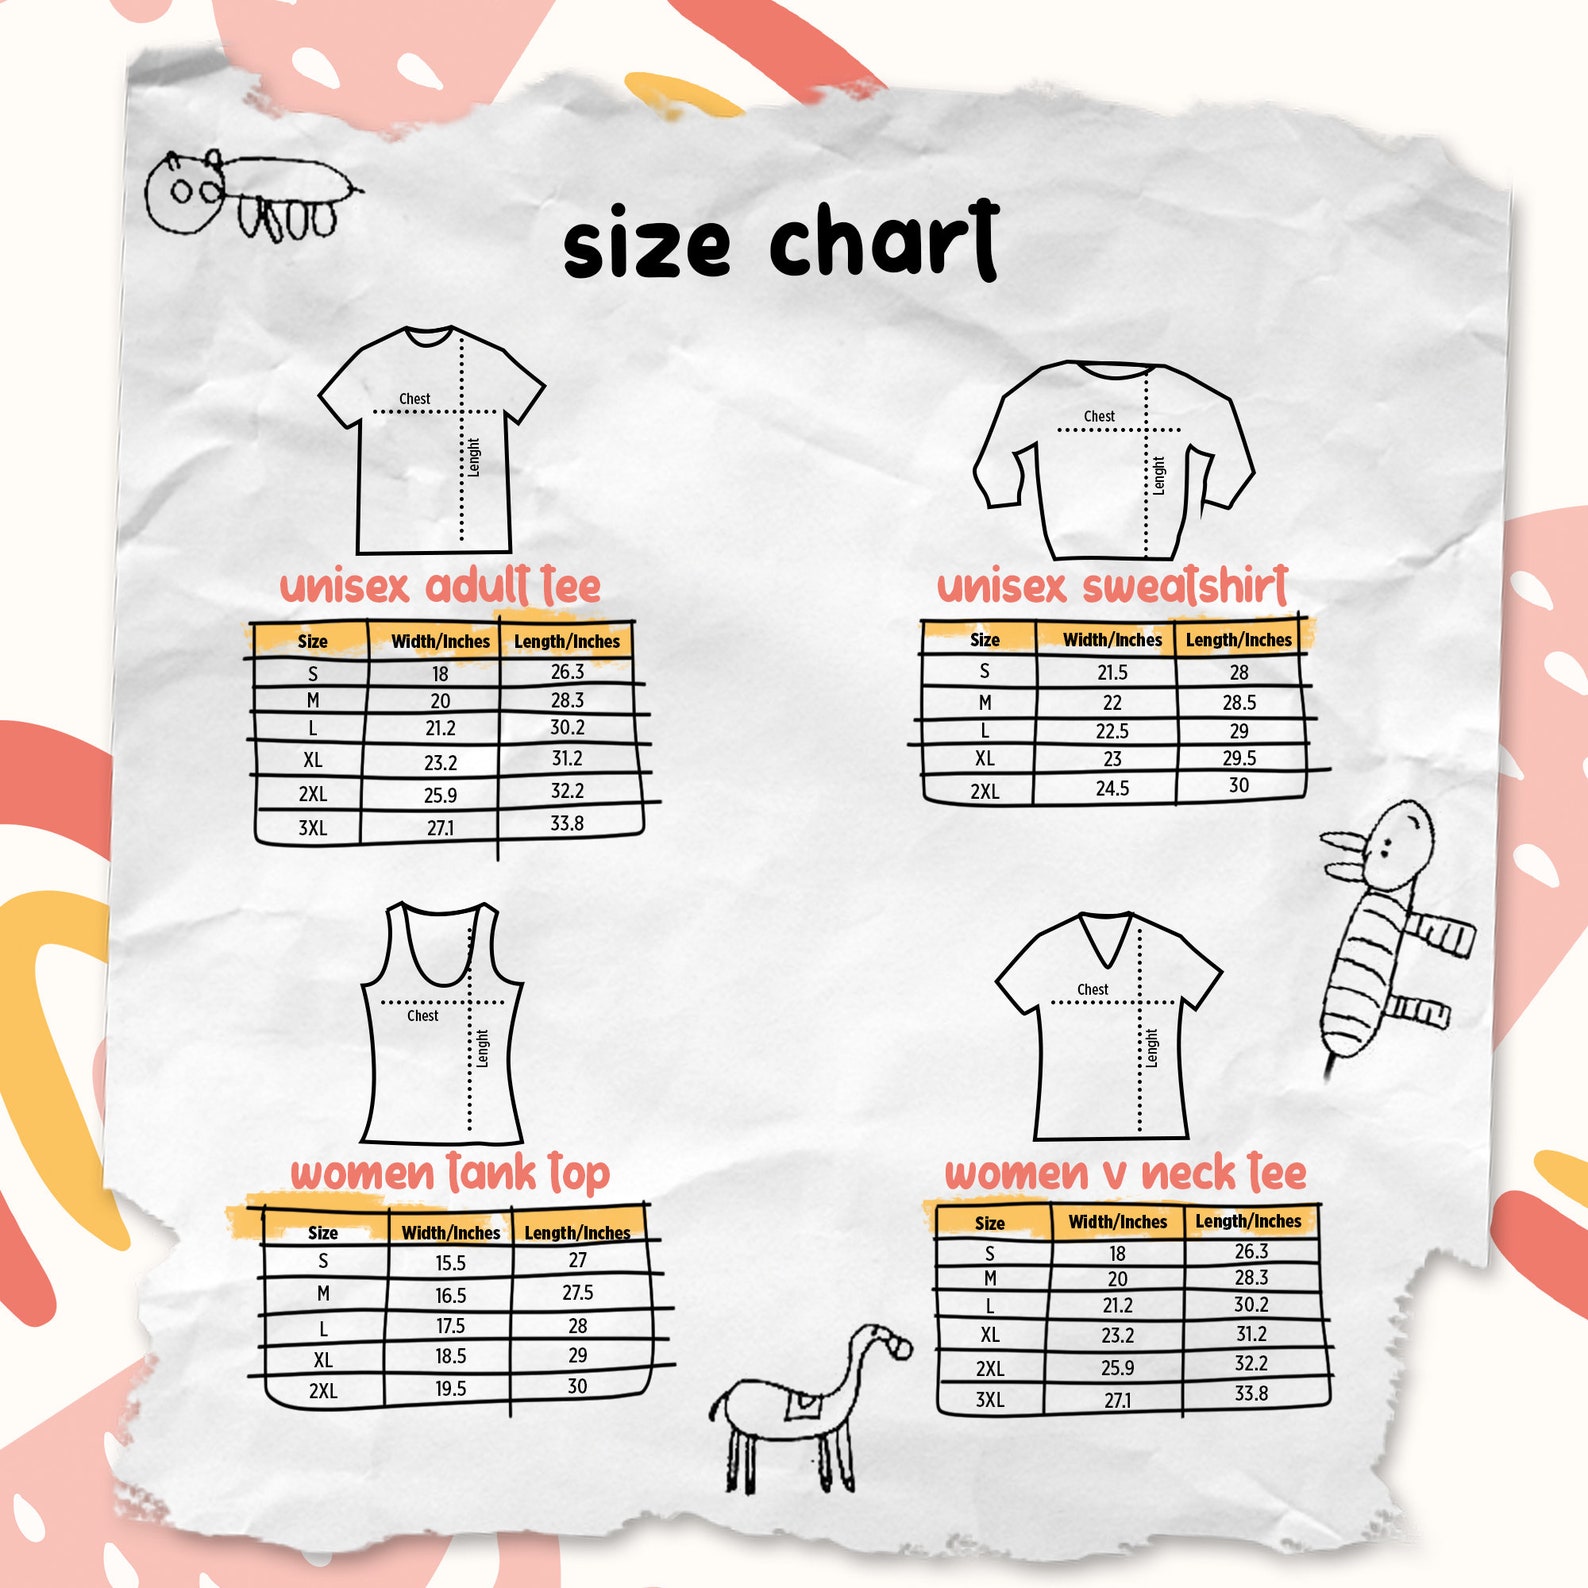 size chart
Chest
Lenght
unisex adult tee
Size Width/Inches Length/Inches
S 18 26.3
M 20 28.3
L 21.2 30.2
XL 23.2 31.2
2XL 25.9 32.2
3XL 27.1 33.8
Chest
Lenght
unisex sweatshirt
Size Width/Inches Length/Inches
S 21.5 28
M 22 28.5
L 22.5 29
XL 23 29.5
2XL 24.5 30
Chest
Lenght
women tank top
Size Width/Inches Length/Inches
S 15.5 27
M 16.5 27.5
L 17.5 28
XL 18.5 29
2XL 19.5 30
Chest
Lenght
women v neck tee
Size Width/Inches Length/Inches
S 18 26.3
M 20 28.3
L 21.2 30.2
XL 23.2 31.2
2XL 25.9 32.2
3XL 27.1 33.8